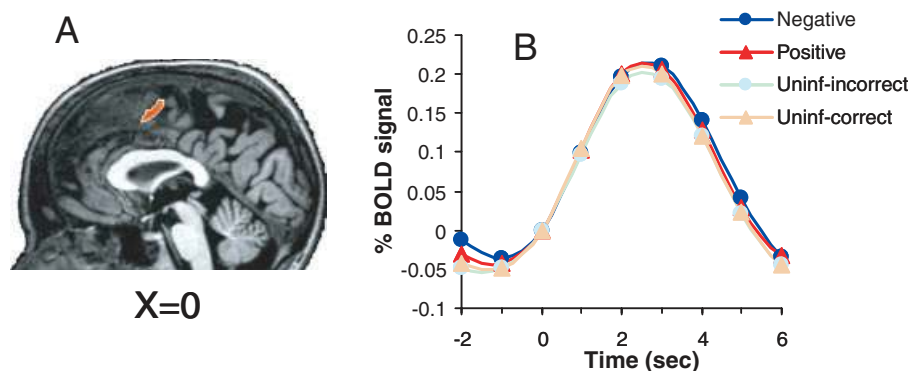 A
X=0
B
Negative
Positive
Uninf-incorrect
Uninf-correct
% BOLD signal
0.25
0.2
0.15
0.1
0.05
0
-0.05
-0.1
-2
0
2
4
6
Time (sec)